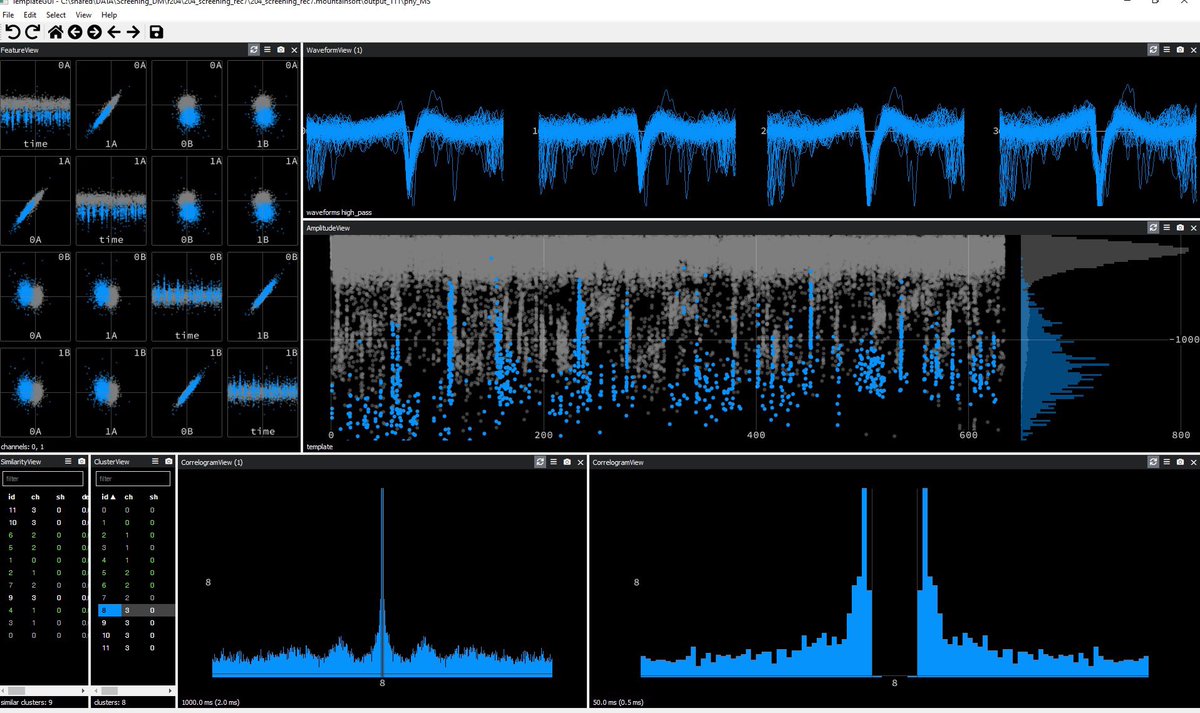 TemplateGUI - C:\shared\DATA\Screening_DM\r204\204_screening_rec7\204_screening_rec7.mountainsort\output_T11\phy_MS
File Edit Select View Help
FeatureView
0A 0A 0A 0A
time 1A 0B 1B
1A 1A 1A 1A
0A time 0B 1B
0B 0B 0B 0B
0A 1A time 1B
1B 1B 1B 1B
0A 1A 0B time
channels: 0, 1
WaveformView (1)
0 1 2 3
waveforms high_pass
AmplitudeView
-1000
0 200 400 600 800
template
SimilarityView
filter
id ch sh
11 3 0 0.
10 3 0 0.
6 2 0 0.
5 2 0 0.
1 0 0 0.
2 1 0 0.
7 2 0 0.
9 3 0 0.
4 1 0 0.
3 1 0 0.
0 0 0 0.
similar clusters: 9
ClusterView
filter
id ▲ ch sh
0 0 0
1 0 0
2 1 0
3 1 0
4 1 0
5 2 0
6 2 0
7 2 0
8 3 0
9 3 0
10 3 0
11 3 0
clusters: 8
CorrelogramView (1)
8
8
1000.0 ms (2.0 ms)
CorrelogramView
8
8
50.0 ms (0.5 ms)